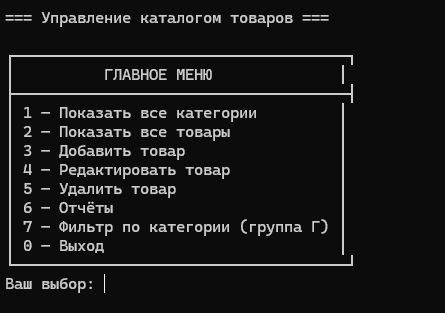 === Управление каталогом товаров ===
ГЛАВНОЕ МЕНЮ
1 — Показать все категории
2 — Показать все товары
3 — Добавить товар
4 — Редактировать товар
5 — Удалить товар
6 — Отчёты
7 — Фильтр по категории (группа Г)
0 — Выход
Ваш выбор: